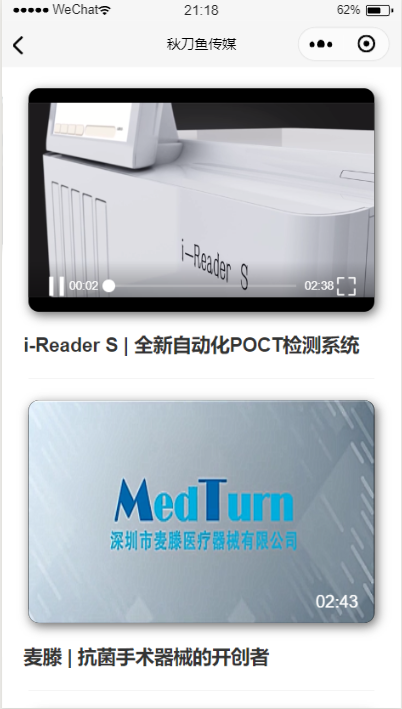 WeChat
21:18
62%
秋刀鱼传媒
i-Reader S
00:02
02:38
i-Reader S | 全新自动化POCT检测系统
MedTurn
深圳市麦滕医疗器械有限公司
02:43
麦滕 | 抗菌手术器械的开创者